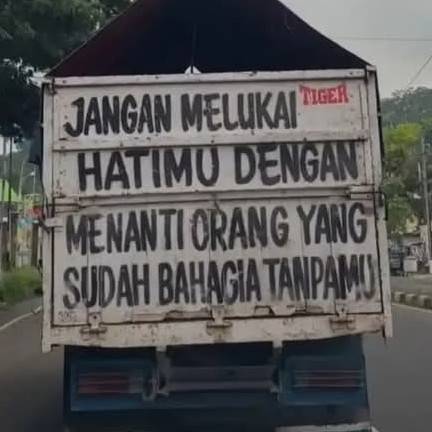 JANGAN MELUKAI TIGER
HATIMU DENGAN
MENANTI ORANG YANG
SUDAH BAHAGIA TANPAMU